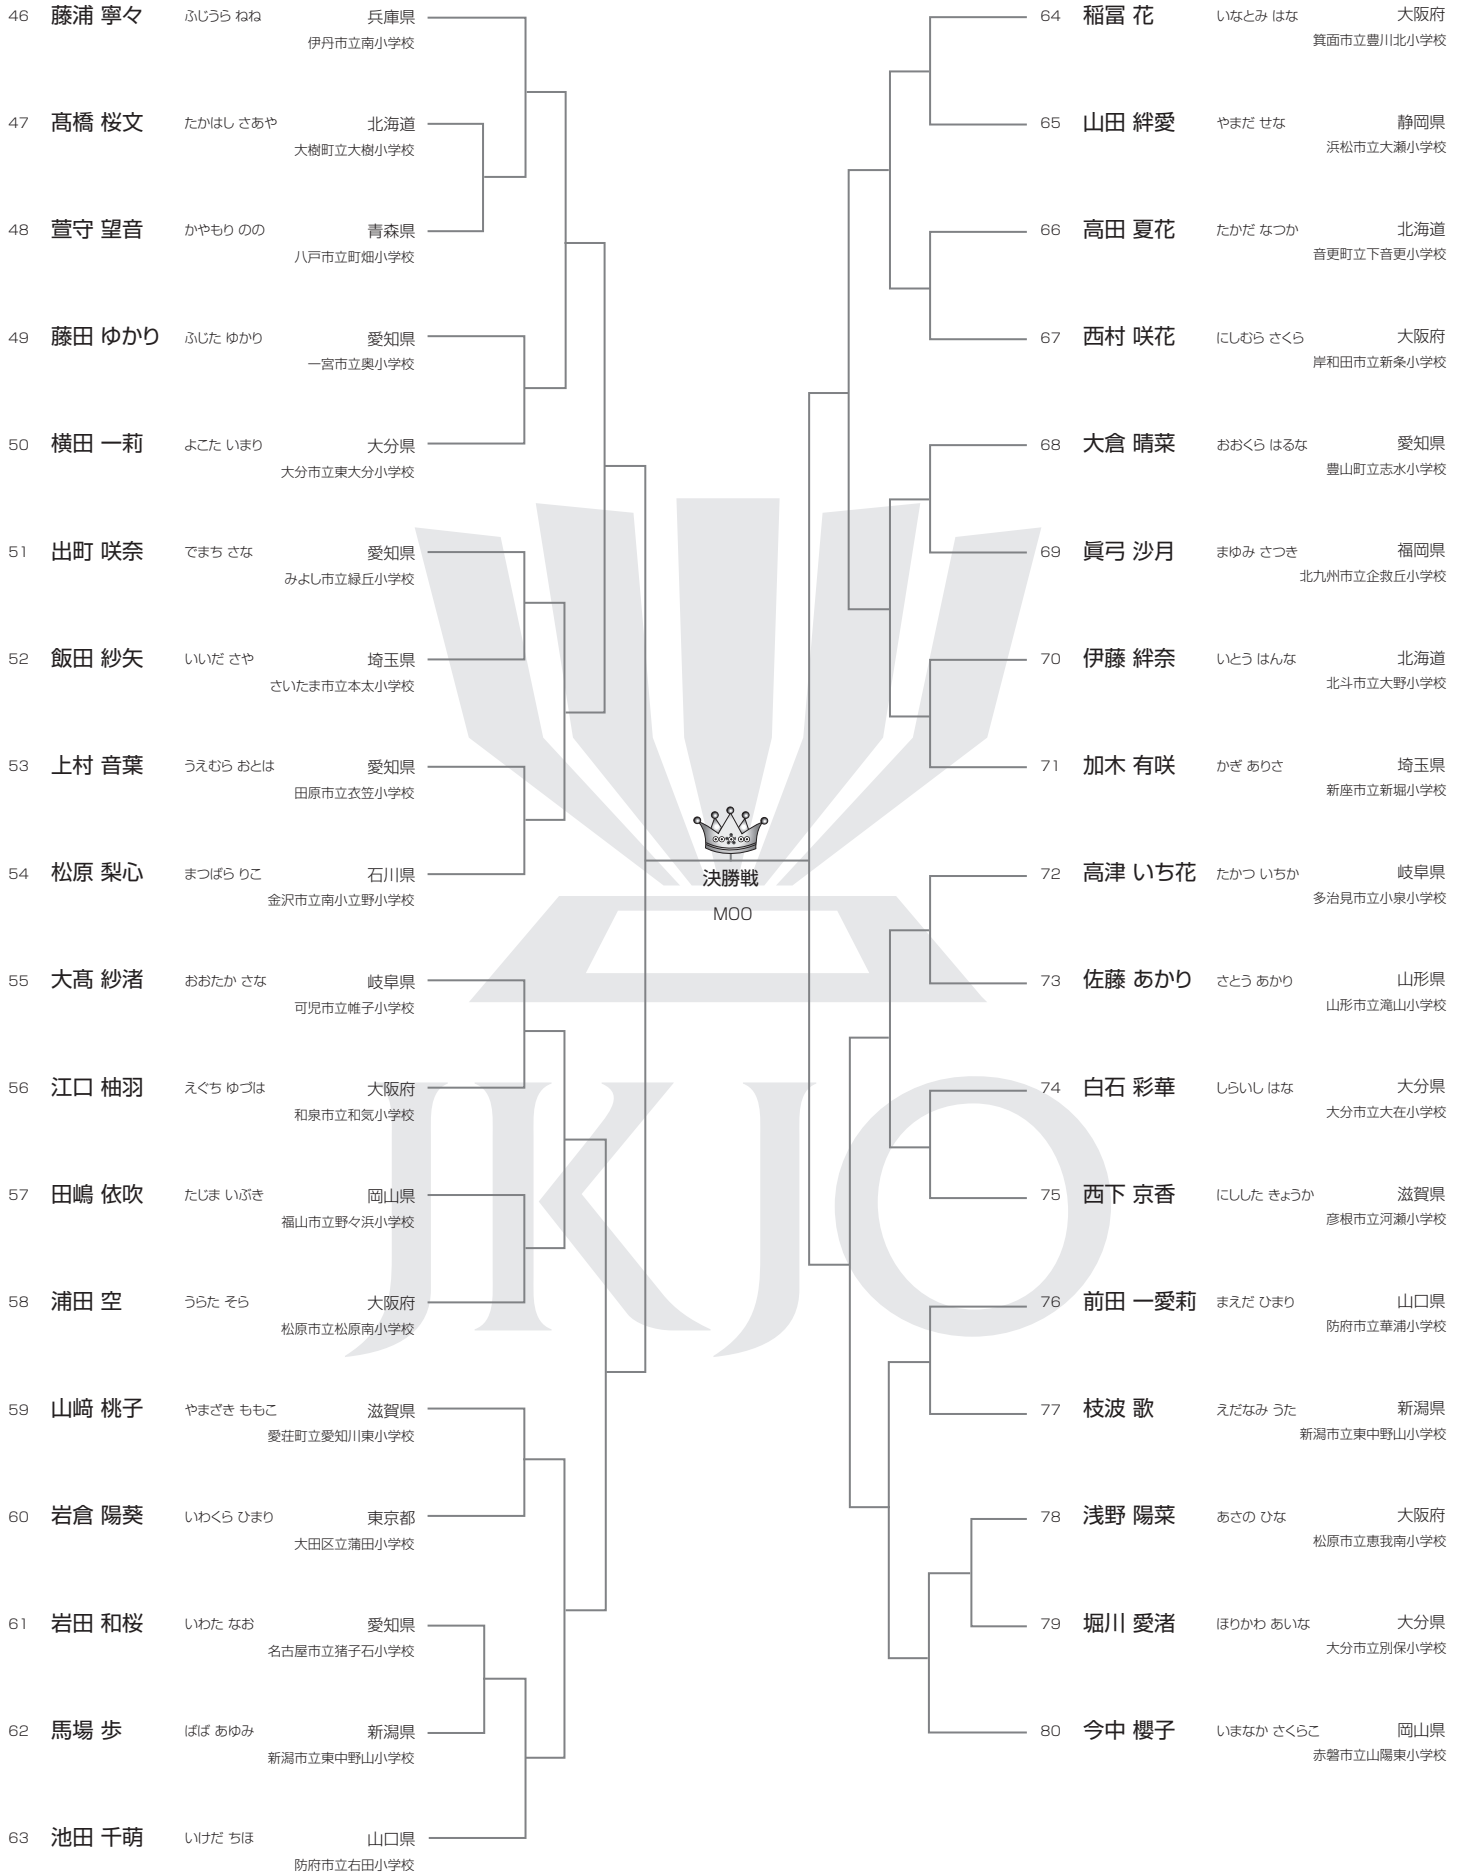 46 藤浦 寧々 ふじうら ねね 兵庫県
伊丹市立南小学校
47 髙橋 桜文 たかはし さあや 北海道
大樹町立大樹小学校
48 萱守 望音 かやもり のの 青森県
八戸市立町畑小学校
49 藤田 ゆかり ふじた ゆかり 愛知県
一宮市立奥小学校
50 横田 一莉 よこた いまり 大分県
大分市立東大分小学校
51 出町 咲奈 でまち さな 愛知県
みよし市立緑丘小学校
52 飯田 紗矢 いいだ さや 埼玉県
さいたま市立本太小学校
53 上村 音葉 うえむら おとは 愛知県
田原市立衣笠小学校
54 松原 梨心 まつばら りこ 石川県
金沢市立南小立野小学校
55 大髙 紗渚 おおたか さな 岐阜県
可児市立帷子小学校
56 江口 柚羽 えぐち ゆづは 大阪府
和泉市立和気小学校
57 田嶋 依吹 たじま いぶき 岡山県
福山市立野々浜小学校
58 浦田 空 うらた そら 大阪府
松原市立松原南小学校
59 山﨑 桃子 やまざき ももこ 滋賀県
愛荘町立愛知川東小学校
60 岩倉 陽葵 いわくら ひまり 東京都
大田区立蒲田小学校
61 岩田 和桜 いわた なお 愛知県
名古屋市立猪子石小学校
62 馬場 歩 ばば あゆみ 新潟県
新潟市立東中野山小学校
63 池田 千萌 いけだ ちほ 山口県
防府市立右田小学校
決勝戦
M00
JKJO
64 稲冨 花 いなとみ はな 大阪府
箕面市立豊川北小学校
65 山田 絆愛 やまだ せな 静岡県
浜松市立大瀬小学校
66 高田 夏花 たかだ なつか 北海道
音更町立下音更小学校
67 西村 咲花 にしむら さくら 大阪府
岸和田市立新条小学校
68 大倉 晴菜 おおくら はるな 愛知県
豊山町立志水小学校
69 眞弓 沙月 まゆみ さつき 福岡県
北九州市立企救丘小学校
70 伊藤 絆奈 いとう はんな 北海道
北斗市立大野小学校
71 加木 有咲 かぎ ありさ 埼玉県
新座市立新堀小学校
72 高津 いち花 たかつ いちか 岐阜県
多治見市立小泉小学校
73 佐藤 あかり さとう あかり 山形県
山形市立滝山小学校
74 白石 彩華 しらいし はな 大分県
大分市立大在小学校
75 西下 京香 にしした きょうか 滋賀県
彦根市立河瀬小学校
76 前田 一愛莉 まえだ ひまり 山口県
防府市立華浦小学校
77 枝波 歌 えだなみ うた 新潟県
新潟市立東中野山小学校
78 浅野 陽菜 あさの ひな 大阪府
松原市立恵我南小学校
79 堀川 愛渚 ほりかわ あいな 大分県
大分市立別保小学校
80 今中 櫻子 いまなか さくらこ 岡山県
赤磐市立山陽東小学校